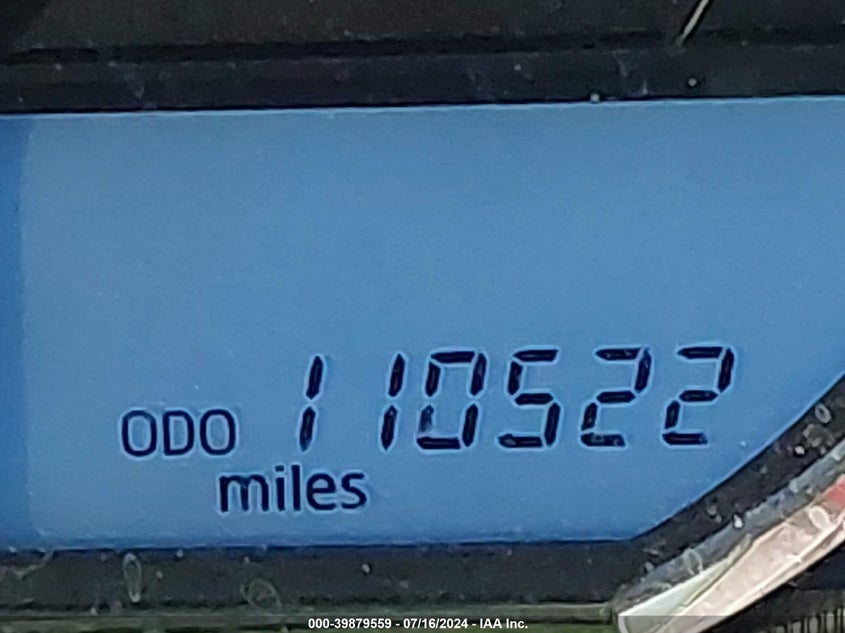 ODO 110522
miles
000-39879559 - 07/16/2024 - IAA Inc.